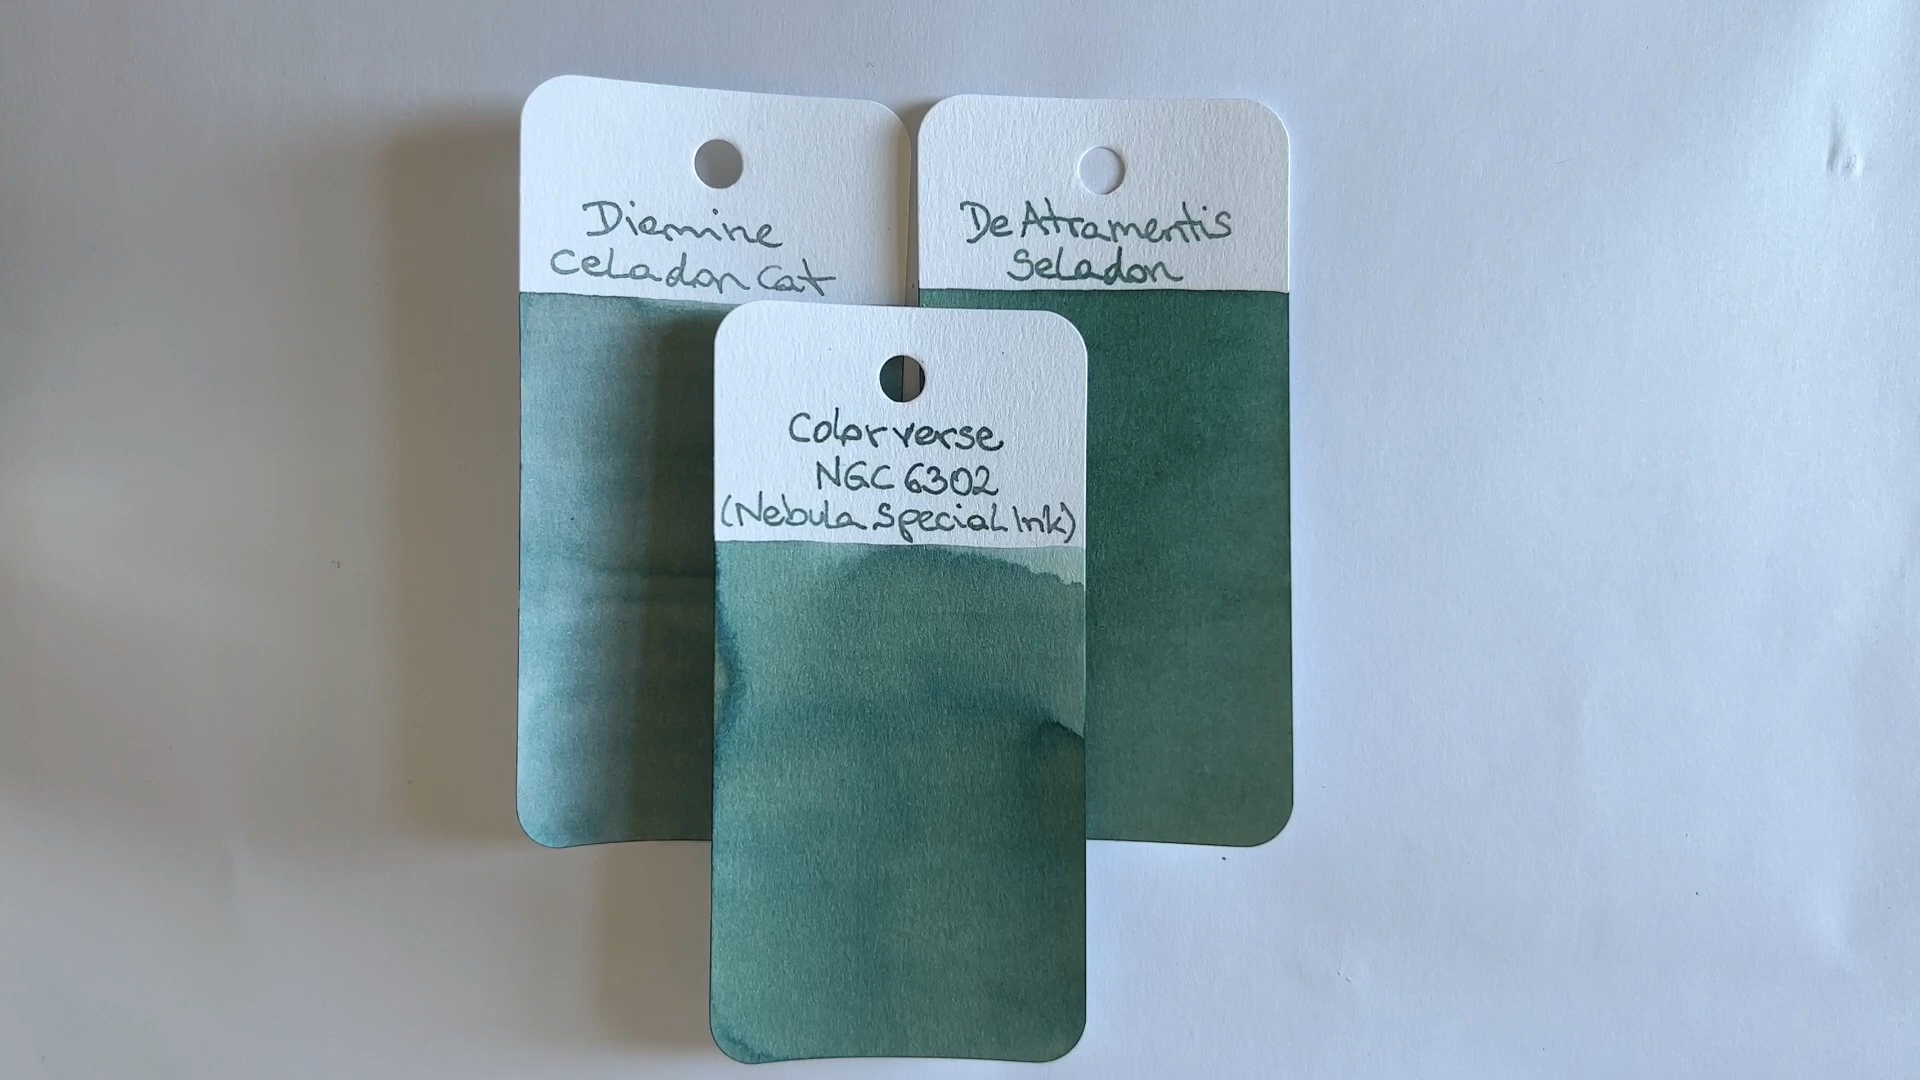 Diamine
Celadon Cat
De Atramentis
Seladon
Colorverse
NGC 6302
(Nebula Special Ink)